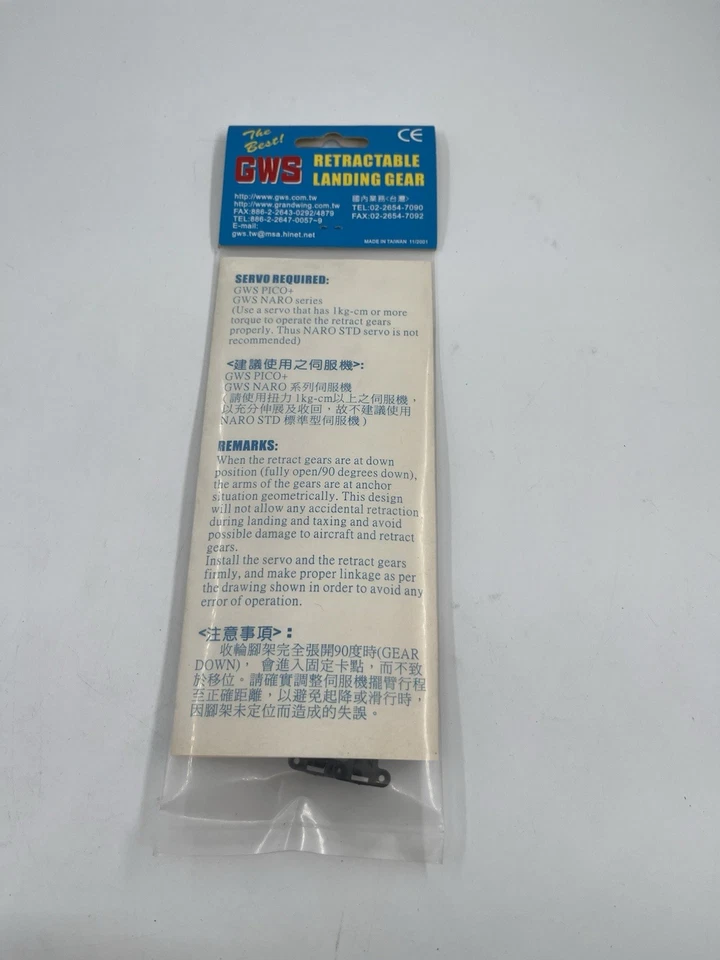 The Best!
CE
GWS
RETRACTABLE
LANDING GEAR
http://www.gws.com.tw
http://www.grandwing.com.tw
FAX:886-2-2643-0292/4879
TEL:886-2-2647-0057~9
E-mail:
gws.tw@msa.hinet.net
國內業務(台灣)
TEL:02-2654-7090
FAX:02-2654-7092
MADE IN TAIWAN 11/2001
SERVO REQUIRED:
GWS PICO+
GWS NARO series
(Use a servo that has 1kg-cm or more
torque to operate the retract gears
properly. Thus NARO STD servo is not
recommended)
<建議使用之伺服機>:
GWS PICO+
GWS NARO 系列伺服機
(請使用扭力 1kg-cm以上之伺服機,
以充分伸展及收回,故不建議使用
NARO STD 標準型伺服機)
REMARKS:
When the retract gears are at down
position (fully open/90 degrees down),
the arms of the gears are at anchor
situation geometrically. This design
will not allow any accidental retraction
during landing and taxing and avoid
possible damage to aircraft and retract
gears.
Install the servo and the retract gears
firmly, and make proper linkage as per
the drawing shown in order to avoid any
error of operation.
<注意事項>:
收輪腳架完全張開90度時(GEAR
DOWN), 會進入固定卡點,而不致
於移位。請確實調整伺服機擺臂行程
至正確距離,以避免起降或滑行時,
因腳架未定位而造成的失誤。